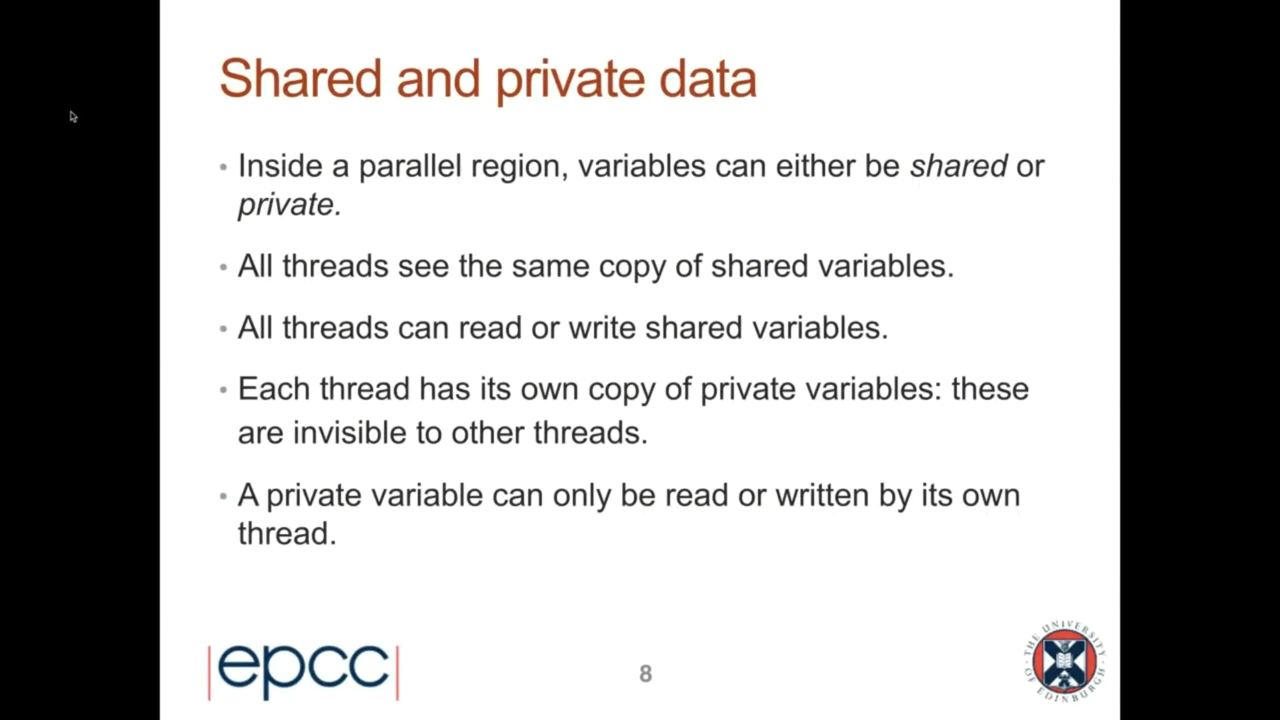 Shared and private data
• Inside a parallel region, variables can either be shared or
private.
• All threads see the same copy of shared variables.
• All threads can read or write shared variables.
• Each thread has its own copy of private variables: these
are invisible to other threads.
• A private variable can only be read or written by its own
thread.
|epcc|
8
THE UNIVERSITY OF EDINBURGH